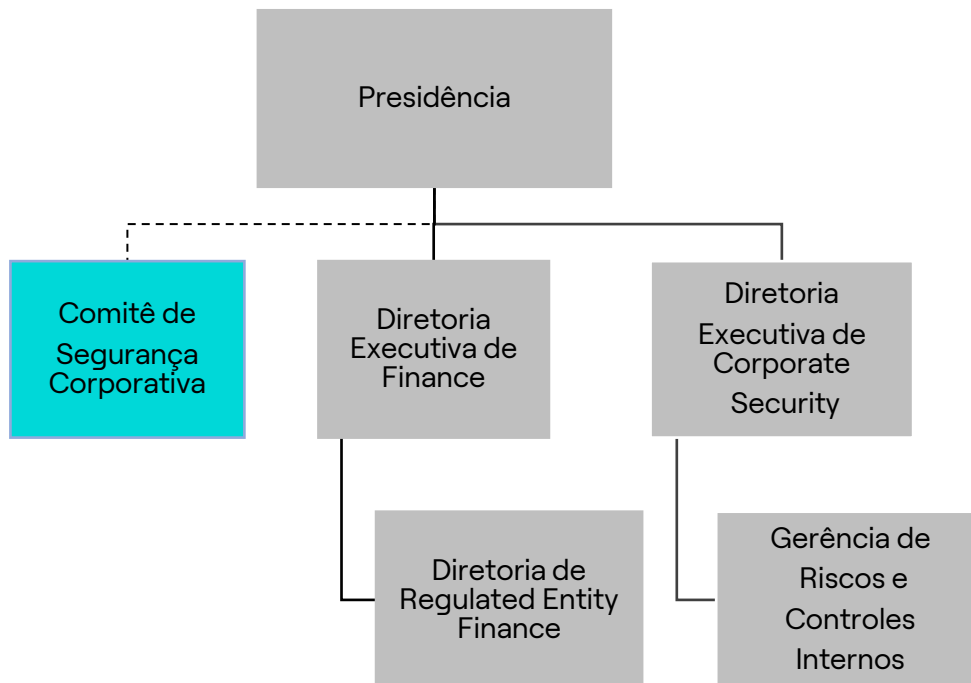 Presidência
Comitê de
Segurança
Corporativa
Diretoria
Executiva de
Finance
Diretoria
Executiva de
Corporate
Security
Diretoria de
Regulated Entity
Finance
Gerência de
Riscos e
Controles
Internos